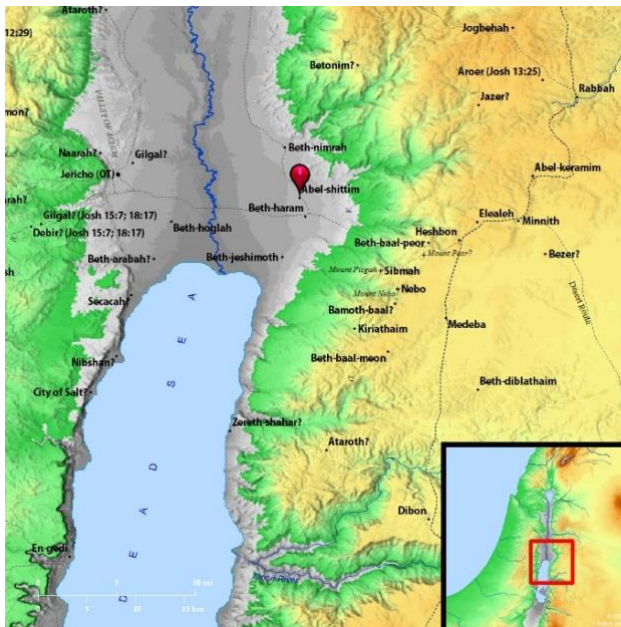 Ataroth?
12:29)
Jogbehah
Betonim?
Aroer (Josh 13:25)
Rabbah
Jazer?
VALLEY OF ACHOR
Beth-nimrah
Naarah?
Gilgal?
Jericho (OT)
Abel-keramim
Abel-shittim
Beth-haram
Gilgal? (Josh 15:7; 18:17)
Debir? (Josh 15:7; 18:17)
Beth-hoglah
Elealeh
Minnith
Heshbon
Beth-baal-peor
Mount Peor?
Beth-arabah?
Beth-jeshimoth
Bezer?
Mount Pisgah
Sibmah
Nebo
Mount Nebo
Secacah
Bamoth-baal?
Desert Route
Kiriathaim
Medeba
Nibshan?
Beth-baal-meon
City of Salt?
Beth-diblathaim
Zereth-shahar?
Ataroth?
DEAD SEA
Dibon
En-gedi
Arnon River
0 5 10 mi
0 5 10 15 km